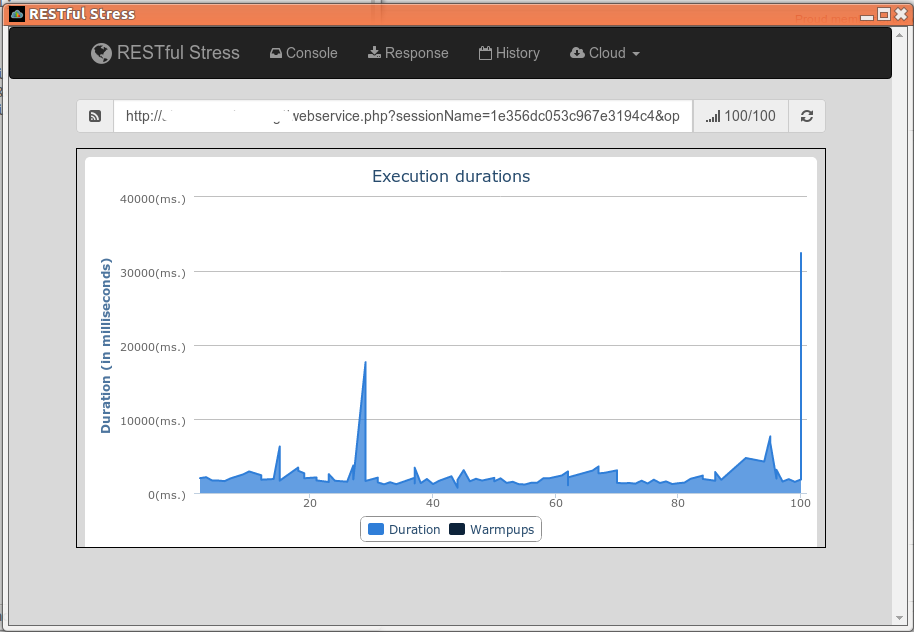 RESTful Stress
RESTful Stress Console Response History Cloud
http:// webservice.php?sessionName=1e356dc053c967e3194c4&op 100/100
Execution durations
40000(ms.)
30000(ms.)
20000(ms.)
10000(ms.)
0(ms.)
Duration (in milliseconds)
20 40 60 80 100
Duration Warmpups